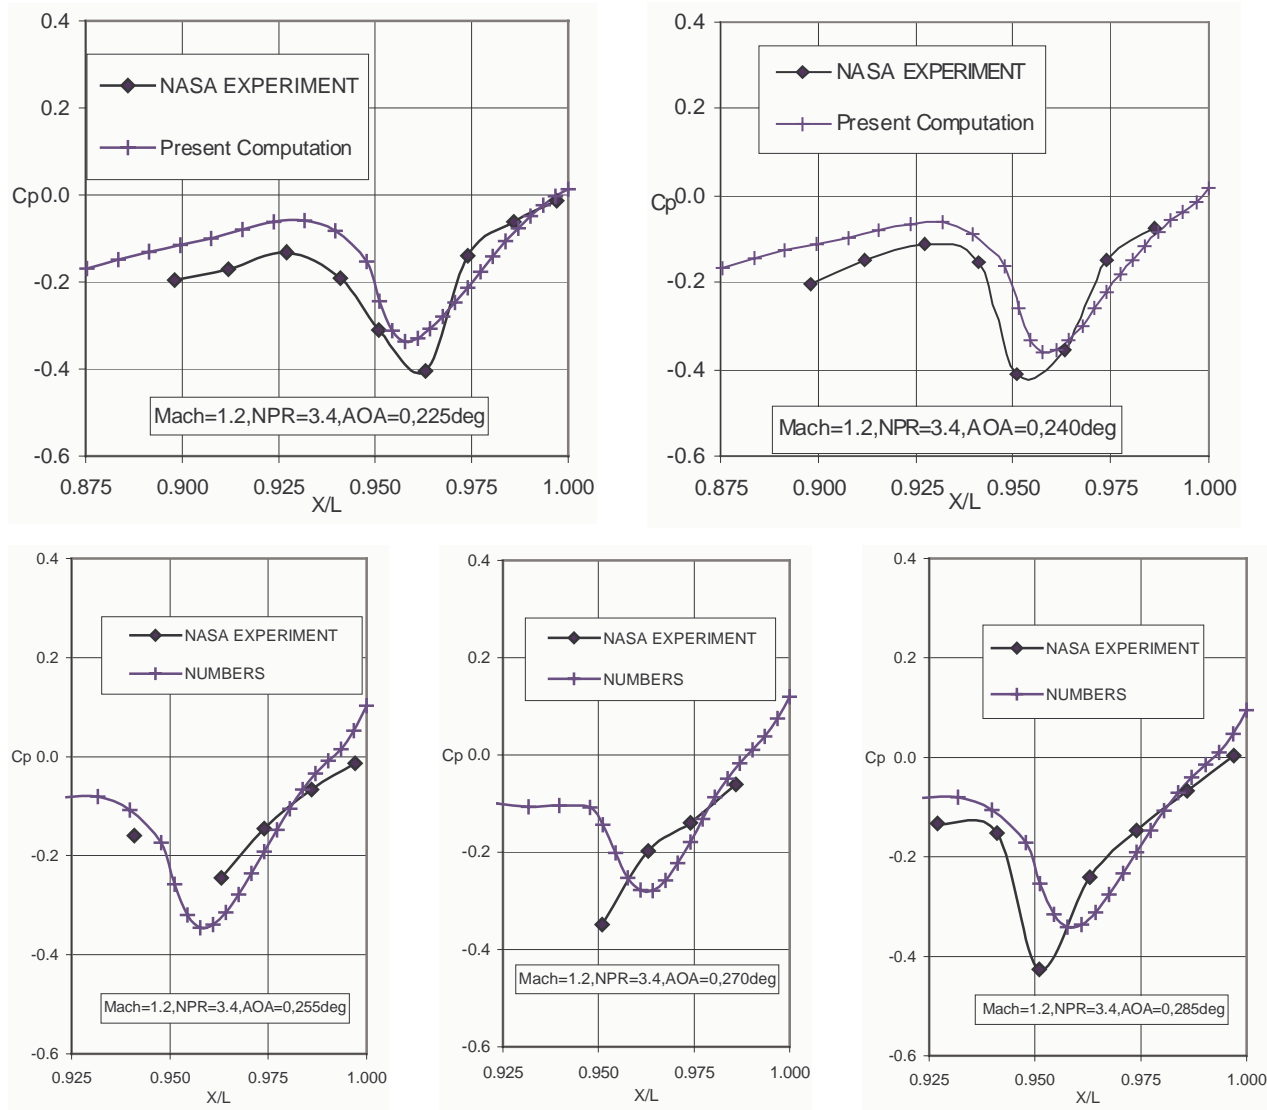 0.4
NASA EXPERIMENT
0.2
Present Computation
Cp 0.0
-0.2
-0.4
Mach=1.2,NPR=3.4,AOA=0,225deg
-0.6
0.875 0.900 0.925 0.950 0.975 1.000
X/L
0.4
NASA EXPERIMENT
0.2
Present Computation
Cp 0.0
-0.2
-0.4
Mach=1.2,NPR=3.4,AOA=0,240deg
-0.6
0.875 0.900 0.925 0.950 0.975 1.000
X/L
0.4
NASA EXPERIMENT
0.2
NUMBERS
Cp 0.0
-0.2
-0.4
Mach=1.2,NPR=3.4,AOA=0,255deg
-0.6
0.925 0.950 0.975 1.000
X/L
0.4
NASA EXPERIMENT
0.2
NUMBERS
Cp 0.0
-0.2
-0.4
Mach=1.2,NPR=3.4,AOA=0,270deg
-0.6
0.925 0.950 0.975 1.000
X/L
0.4
NASA EXPERIMENT
0.2
NUMBERS
Cp 0.0
-0.2
-0.4
Mach=1.2,NPR=3.4,AOA=0,285deg
-0.6
0.925 0.950 0.975 1.000
X/L